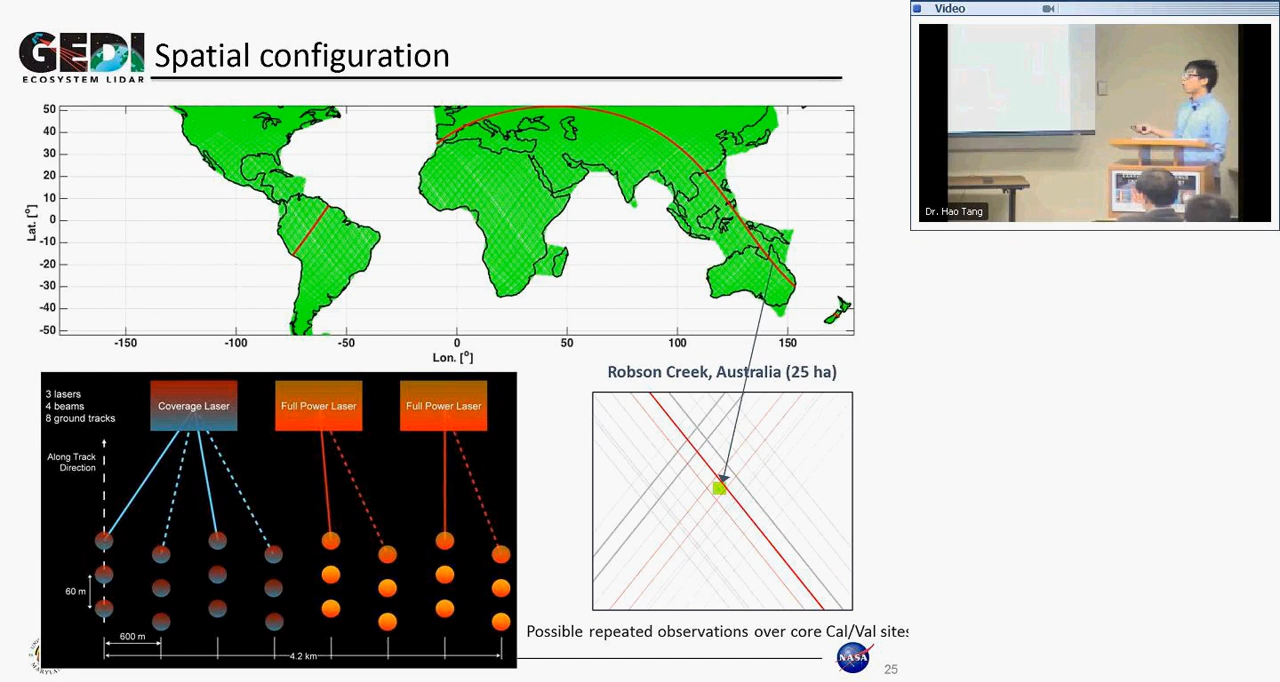 GEDI
ECOSYSTEM LIDAR
Spatial configuration
50
40
30
20
10
0
-10
-20
-30
-40
-50
Lat. [°]
-150
-100
-50
0
50
100
150
Lon. [°]
3 lasers
4 beams
8 ground tracks
Coverage Laser
Full Power Laser
Full Power Laser
Along Track
Direction
60 m
600 m
4.2 km
Robson Creek, Australia (25 ha)
Possible repeated observations over core Cal/Val sites
NASA
25
Video
Dr. Hao Tang